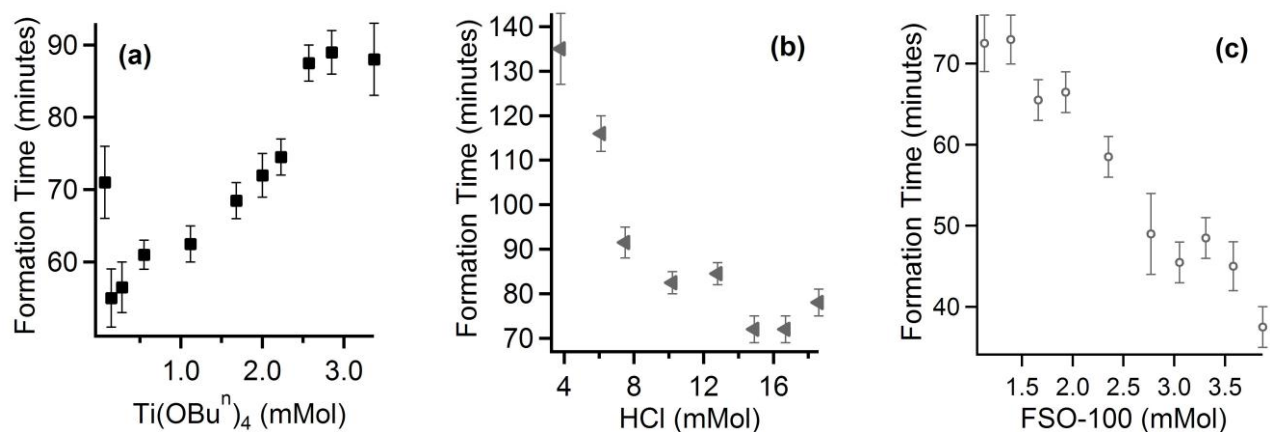 (a)
Formation Time (minutes)
90
80
70
60
1.0 2.0 3.0
Ti(OBuⁿ)₄ (mMol)
(b)
Formation Time (minutes)
140
130
120
110
100
90
80
70
4 8 12 16
HCl (mMol)
(c)
Formation Time (minutes)
70
60
50
40
1.5 2.0 2.5 3.0 3.5
FSO-100 (mMol)